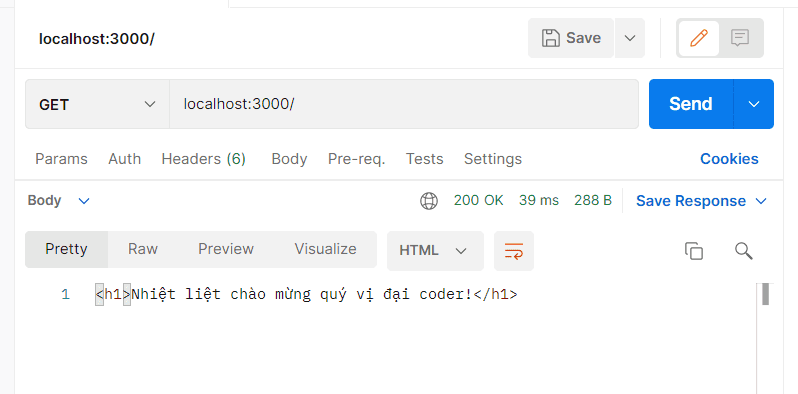 localhost:3000/
Save
GET localhost:3000/ Send
Params Auth Headers (6) Body Pre-req. Tests Settings Cookies
Body 200 OK 39 ms 288 B Save Response
Pretty Raw Preview Visualize HTML
1 <h1>Nhiệt liệt chào mừng quý vị đại coder!</h1>